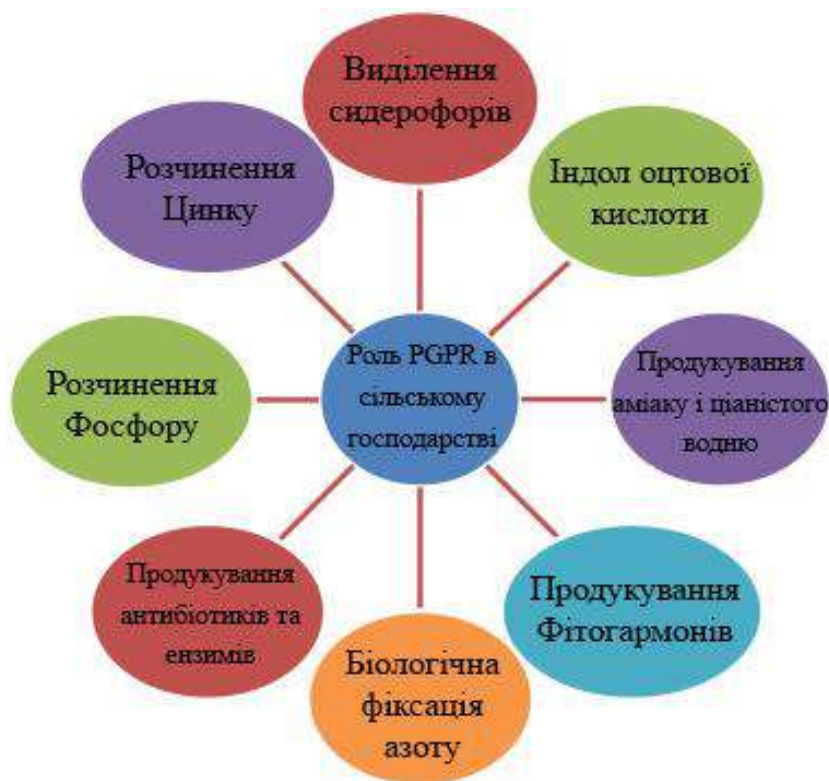 Виділення
сидерофорів
Індол оцтової
кислоти
Продукування
аміаку і ціаністого
водню
Продукування
Фітогармонів
Біологічна
фіксація
азоту
Продукування
антибіотиків та
ензимів
Розчинення
Фосфору
Розчинення
Цинку
Роль PGPR в
сільському
господарстві